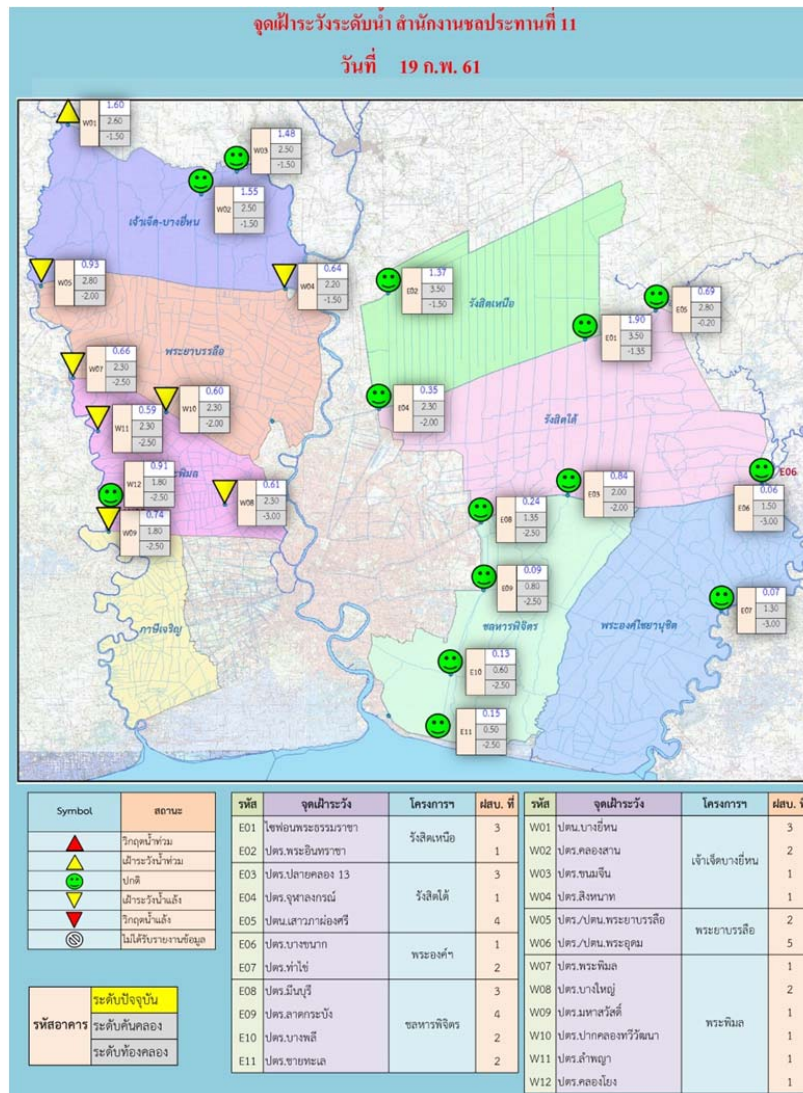 จุดเฝ้าระวังระดับน้ำ สำนักงานชลประทานที่ 11
วันที่ 19 ก.พ. 61
W01 1.60 2.60 -1.50
W03 1.48 2.50 -1.50
W02 1.55 2.50 -1.50
เจ้าเจ็ด-บางยี่หน
W05 0.93 2.80 -2.00
W04 0.64 2.20 -1.50
E02 1.37 3.50 -1.50
รังสิตเหนือ
E05 0.69 2.80 -0.20
E01 1.90 3.50 -1.35
พระยาบรรลือ
W07 0.66 2.30 -2.50
W10 0.60 2.30 -2.00
E04 0.35 2.30 -2.00
W11 0.59 2.30 -2.50
รังสิตใต้
W12 0.91 1.80 -2.50
ะพิมล
W08 0.61 2.30 -3.00
E03 0.84 2.00 -2.00
E06
E06 0.06 1.50 -3.00
W09 0.74 1.80 -2.50
E08 0.24 1.35 -2.50
E09 0.09 0.80 -2.50
E07 0.07 1.30 -3.00
ภาษีเจริญ
ชลหารพิจิตร
พระองค์ไชยานุชิต
E10 0.13 0.60 -2.50
E11 0.15 0.50 -2.50
Symbol สถานะ
วิกฤตน้ำท่วม
เฝ้าระวังน้ำท่วม
ปกติ
เฝ้าระวังน้ำแล้ง
วิกฤตน้ำแล้ง
ไม่ได้รับรายงานข้อมูล
รหัสอาคาร
ระดับปัจจุบัน
ระดับคันคลอง
ระดับท้องคลอง
รหัส จุดเฝ้าระวัง โครงการฯ ฝสบ. ที่
E01 ไซฟอนพระธรรมราชา รังสิตเหนือ 3
E02 ปตร.พระอินทราชา 1
E03 ปตร.ปลายคลอง 13 รังสิตใต้ 3
E04 ปตร.จุฬาลงกรณ์ 1
E05 ปตน.เสาวภาผ่องศรี 4
E06 ปตร.บางขนาก พระองค์ฯ 1
E07 ปตร.ท่าไข่ 2
E08 ปตร.มีนบุรี ชลหารพิจิตร 3
E09 ปตร.ลาดกระบัง 4
E10 ปตร.บางพลี 2
E11 ปตร.ชายทะเล 2
รหัส จุดเฝ้าระวัง โครงการฯ ฝสบ. ที่
W01 ปตน.บางยี่หน เจ้าเจ็ดบางยี่หน 3
W02 ปตร.คลองสาน 2
W03 ปตร.ขนมจีน 1
W04 ปตร.สิงหนาท 1
W05 ปตร./ปตน.พระยาบรรลือ พระยาบรรลือ 2
W06 ปตร./ปตน.พระอุดม 5
W07 ปตร.พระพิมล พระพิมล 1
W08 ปตร.บางใหญ่ 2
W09 ปตร.มหาสวัสดิ์ 1
W10 ปตร.ปากคลองทวีวัฒนา 1
W11 ปตร.ลำพญา 1
W12 ปตร.คลองโยง 1